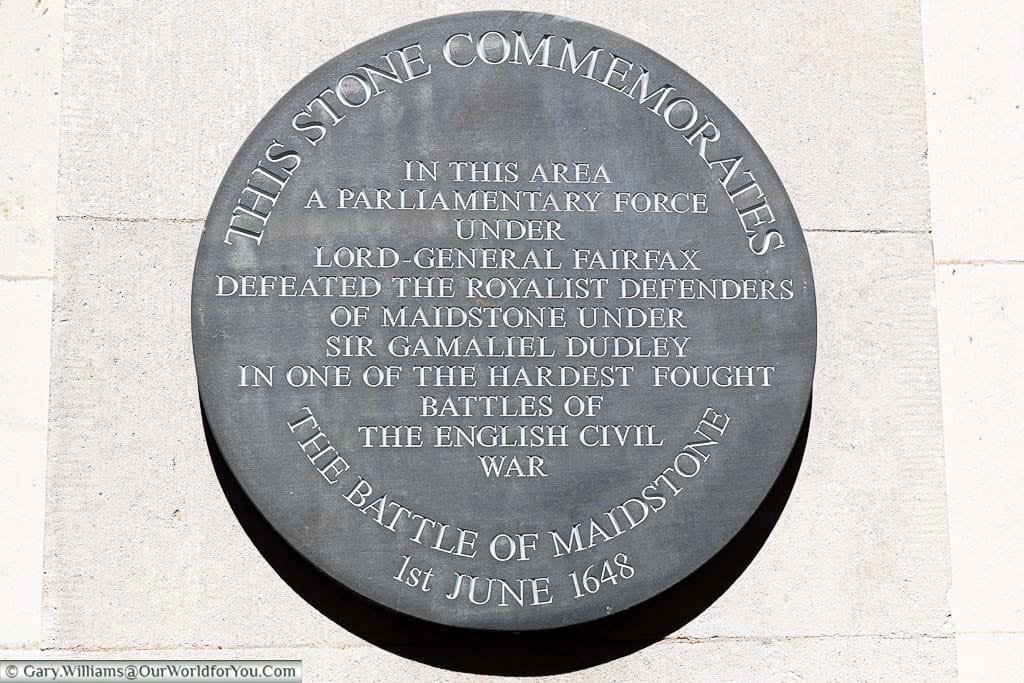 THIS STONE COMMEMORATES
IN THIS AREA
A PARLIAMENTARY FORCE
UNDER
LORD-GENERAL FAIRFAX
DEFEATED THE ROYALIST DEFENDERS
OF MAIDSTONE UNDER
SIR GAMALIEL DUDLEY
IN ONE OF THE HARDEST FOUGHT
BATTLES OF
THE ENGLISH CIVIL
WAR
THE BATTLE OF MAIDSTONE
1st JUNE 1648
© Gary.Williams@OurWorldforYou.Com